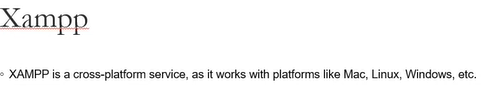 Xampp
◦ XAMPP is a cross-platform service, as it works with platforms like Mac, Linux, Windows, etc.